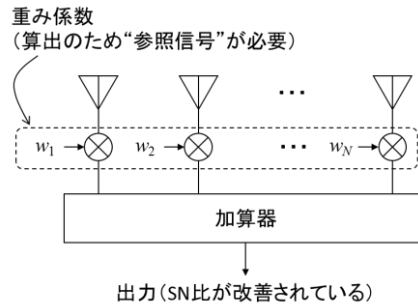 重み係数
(算出のため“参照信号”が必要)
...
w1 w2 ... wN
加算器
出力(SN比が改善されている)